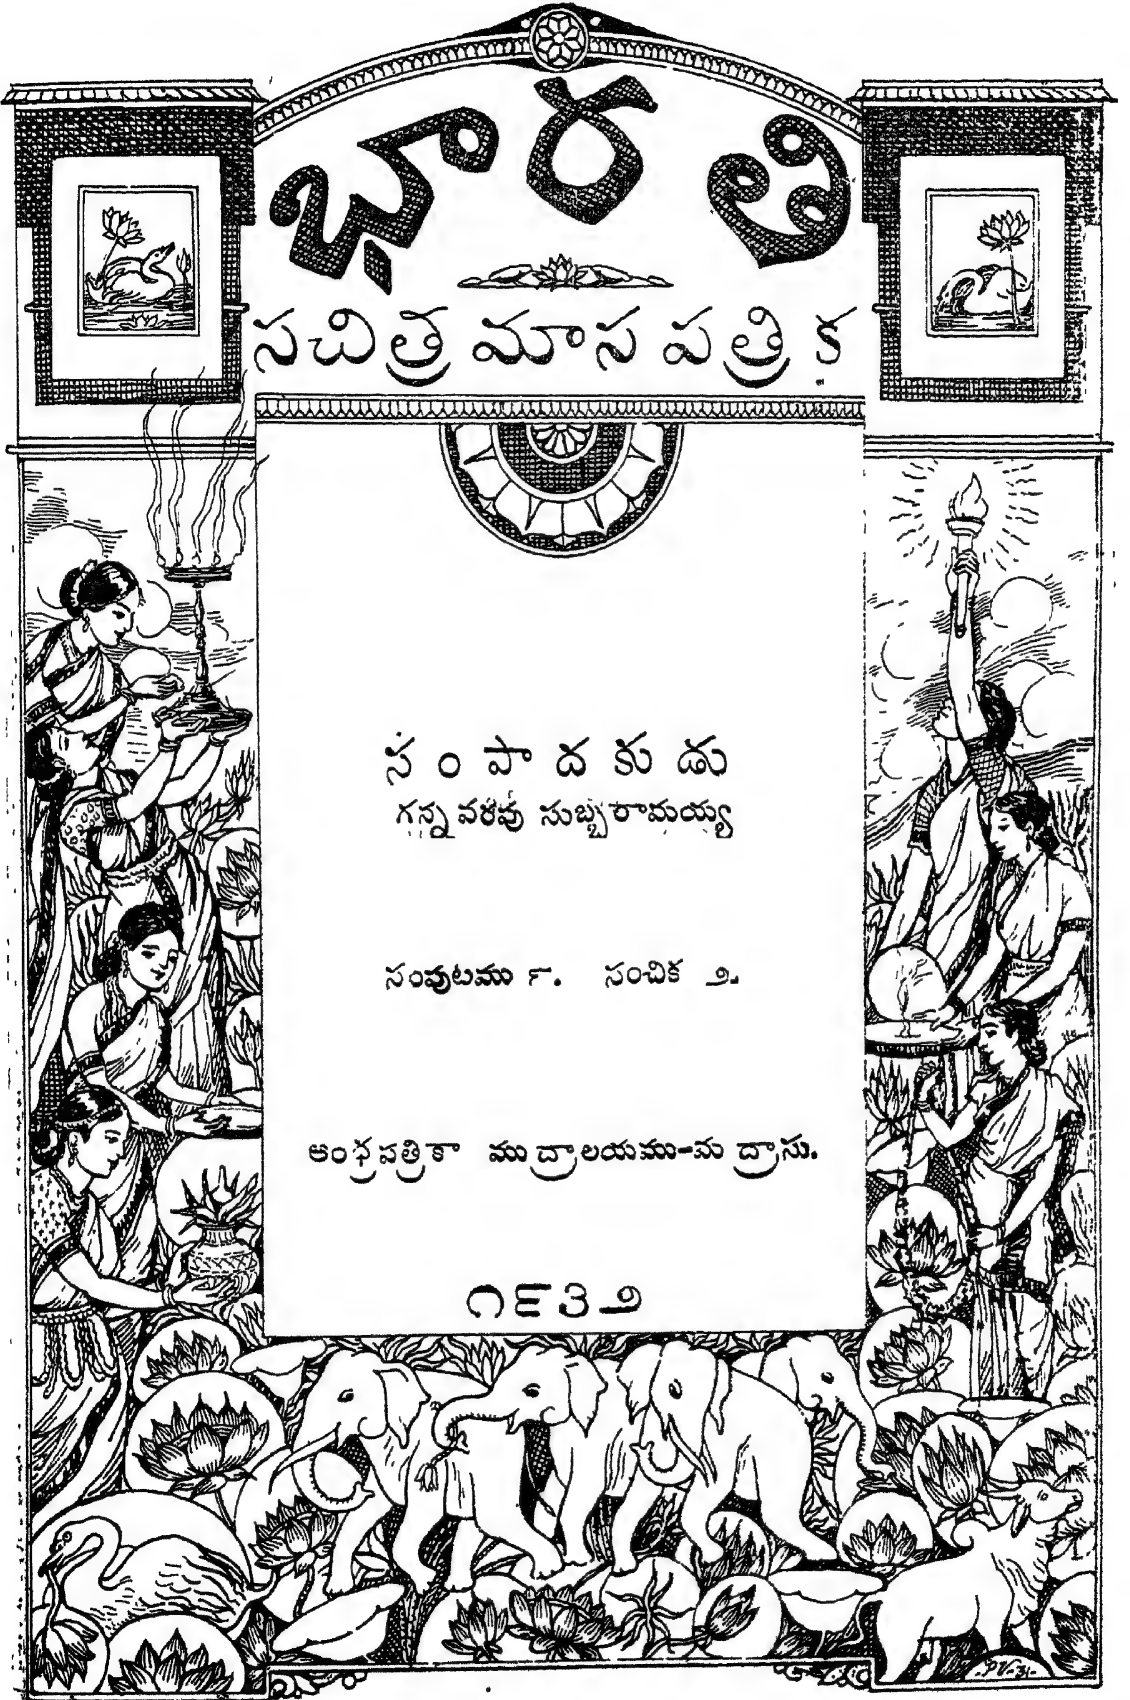 భారతి
సచిత్ర మాస పత్రిక
సంపాదకుడు
గన్నవరపు సుబ్బరామయ్య
సంపుటము ౯. సంచిక ౨.
ఆంధ్రపత్రికా ముద్రాలయము-మద్రాసు.
౧౯౩౨